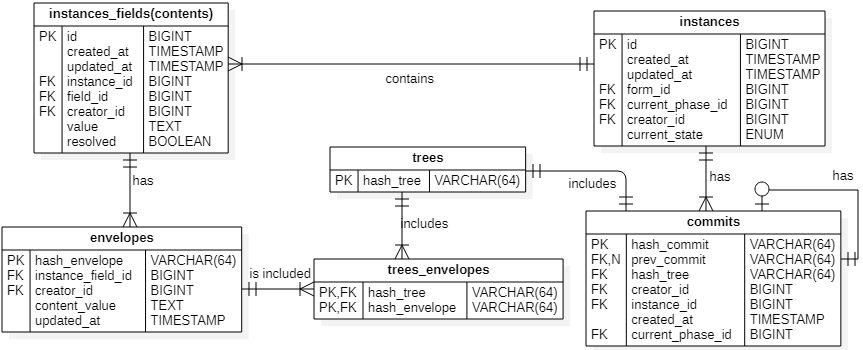 instances_fields(contents)
PK id BIGINT
created_at TIMESTAMP
updated_at TIMESTAMP
FK instance_id BIGINT
FK field_id BIGINT
FK creator_id BIGINT
value TEXT
resolved BOOLEAN
contains
instances
PK id BIGINT
created_at TIMESTAMP
updated_at TIMESTAMP
FK form_id BIGINT
FK current_phase_id BIGINT
FK creator_id BIGINT
current_state ENUM
has
trees
PK hash_tree VARCHAR(64)
includes
has
has
includes
envelopes
PK hash_envelope VARCHAR(64)
FK instance_field_id BIGINT
FK creator_id BIGINT
content_value TEXT
updated_at TIMESTAMP
is included
trees_envelopes
PK,FK hash_tree VARCHAR(64)
PK,FK hash_envelope VARCHAR(64)
commits
PK hash_commit VARCHAR(64)
FK,N prev_commit VARCHAR(64)
FK hash_tree VARCHAR(64)
FK creator_id BIGINT
FK instance_id BIGINT
created_at TIMESTAMP
FK current_phase_id BIGINT